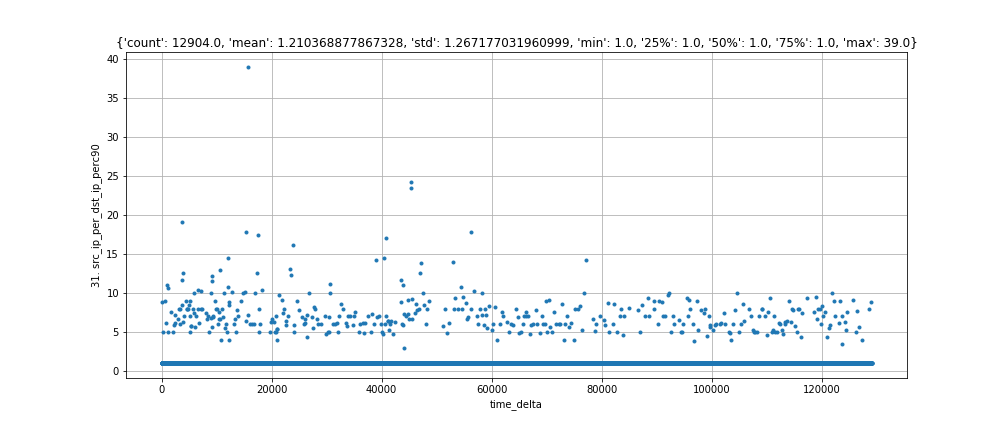 {'count': 12904.0, 'mean': 1.210368877867328, 'std': 1.267177031960999, 'min': 1.0, '25%': 1.0, '50%': 1.0, '75%': 1.0, 'max': 39.0}
40
35
30
25
20
15
10
5
0
31. src_ip_per_dst_ip_perc90
0 20000 40000 60000 80000 100000 120000
time_delta